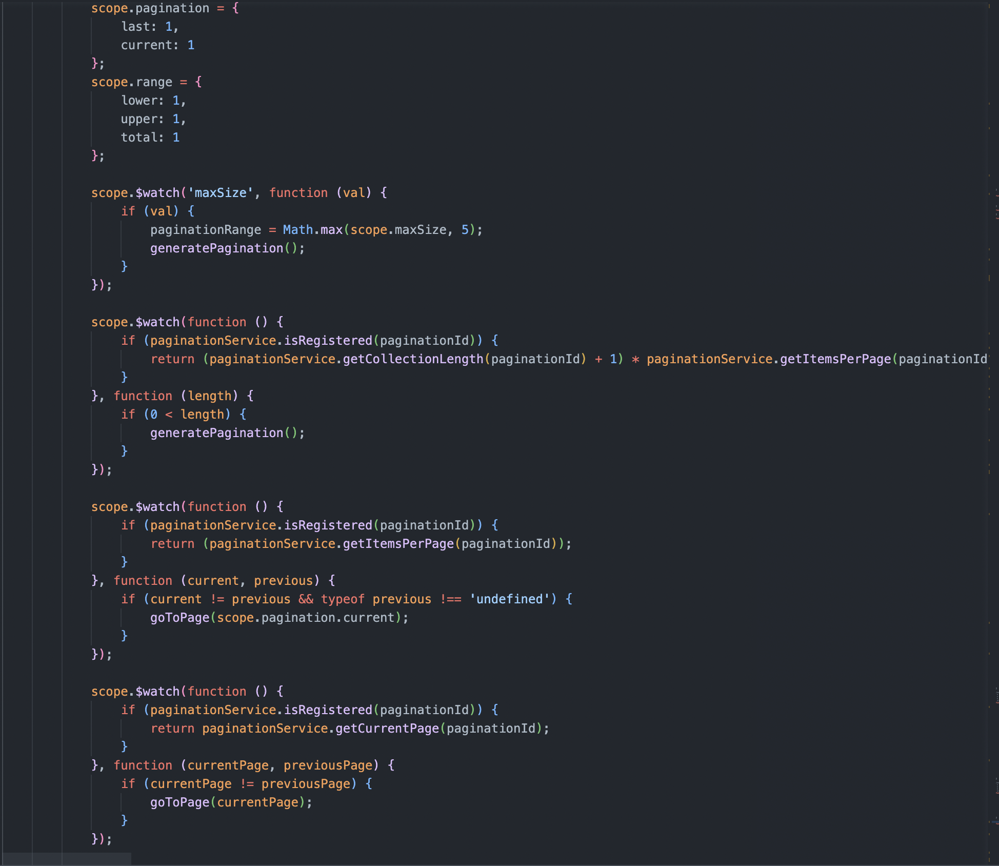 scope.pagination = {
    last: 1,
    current: 1
};
scope.range = {
    lower: 1,
    upper: 1,
    total: 1
};

scope.$watch('maxSize', function (val) {
    if (val) {
        paginationRange = Math.max(scope.maxSize, 5);
        generatePagination();
    }
});

scope.$watch(function () {
    if (paginationService.isRegistered(paginationId)) {
        return (paginationService.getCollectionLength(paginationId) + 1) * paginationService.getItemsPerPage(paginationId
    }
}, function (length) {
    if (0 < length) {
        generatePagination();
    }
});

scope.$watch(function () {
    if (paginationService.isRegistered(paginationId)) {
        return (paginationService.getItemsPerPage(paginationId));
    }
}, function (current, previous) {
    if (current != previous && typeof previous !== 'undefined') {
        goToPage(scope.pagination.current);
    }
});

scope.$watch(function () {
    if (paginationService.isRegistered(paginationId)) {
        return paginationService.getCurrentPage(paginationId);
    }
}, function (currentPage, previousPage) {
    if (currentPage != previousPage) {
        goToPage(currentPage);
    }
});